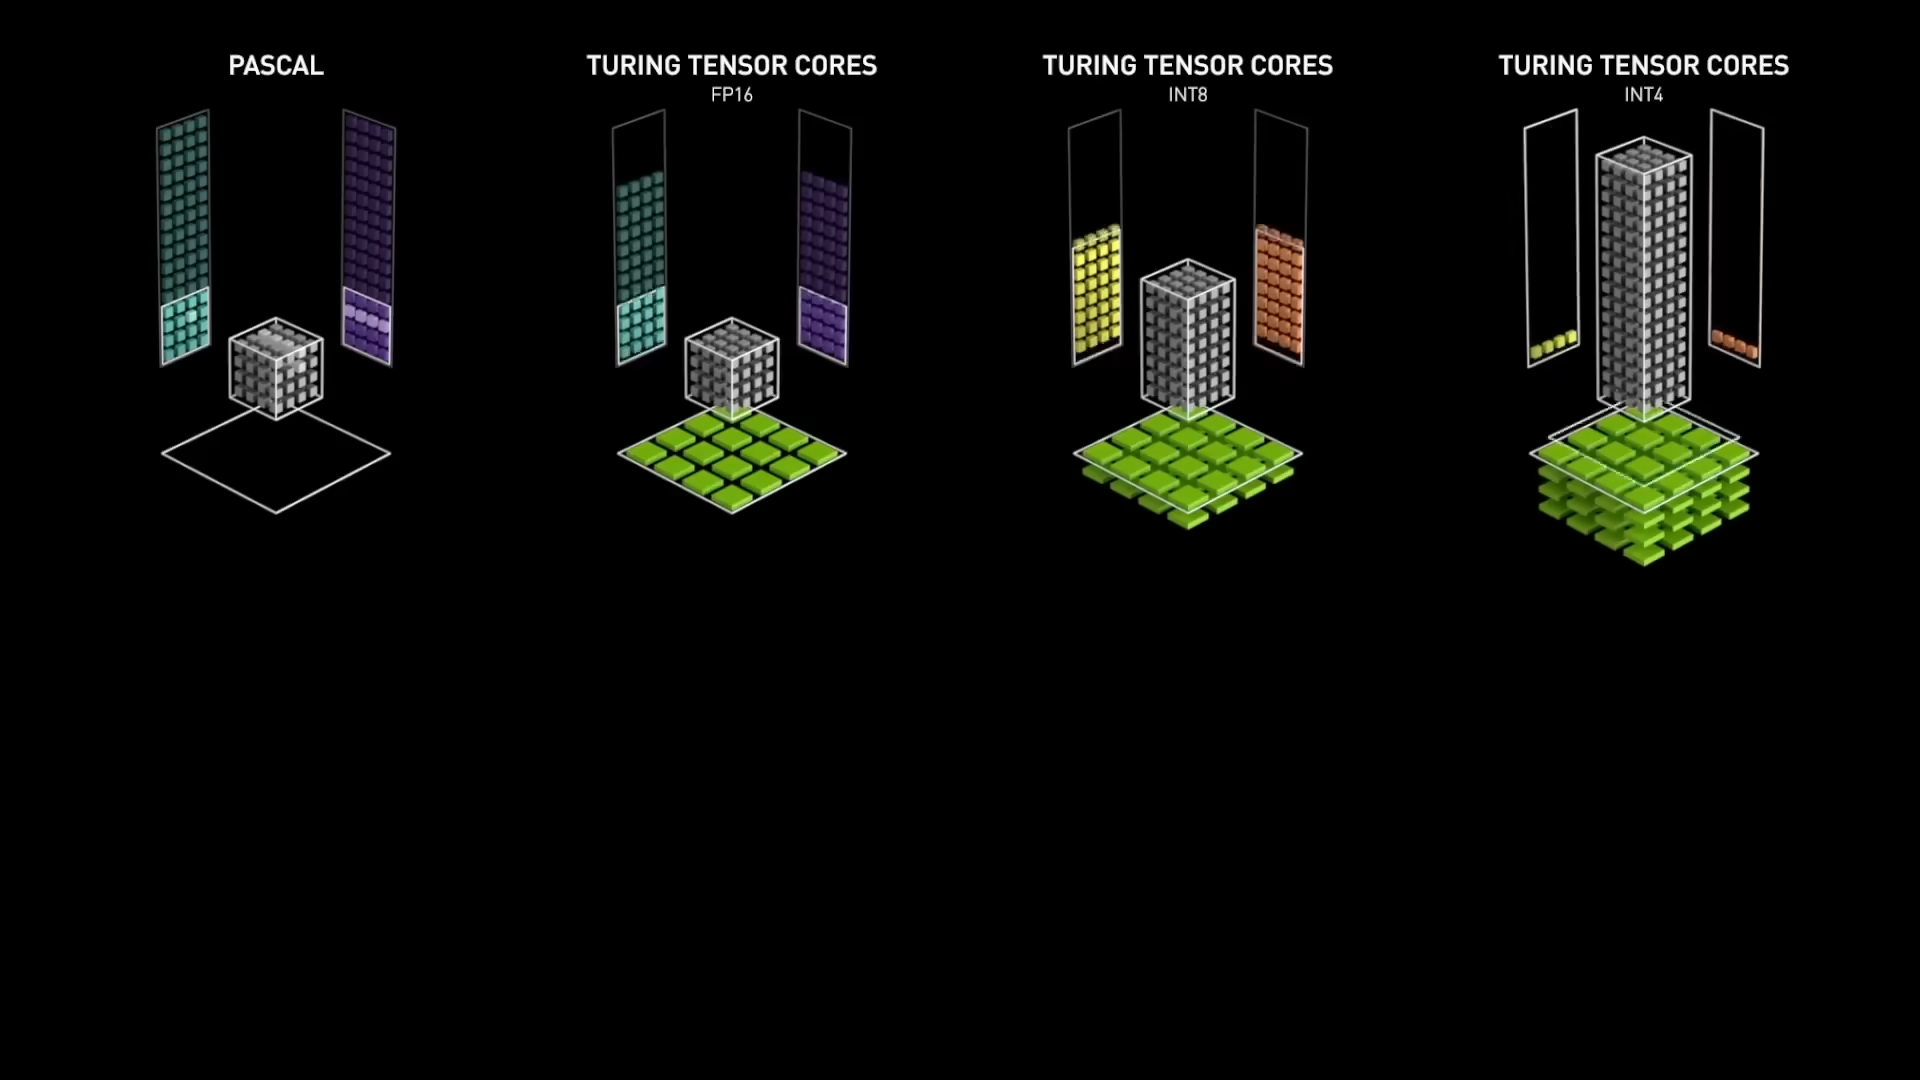 PASCAL
TURING TENSOR CORES
FP16
TURING TENSOR CORES
INT8
TURING TENSOR CORES
INT4